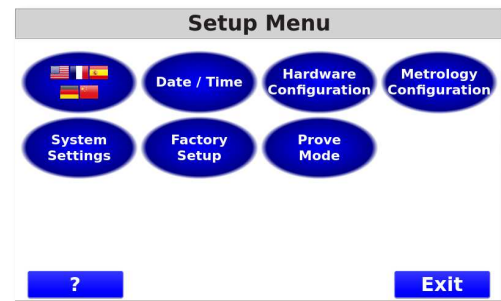 Setup Menu
Date / Time
Hardware
Configuration
Metrology
Configuration
System
Settings
Factory
Setup
Prove
Mode
?
Exit